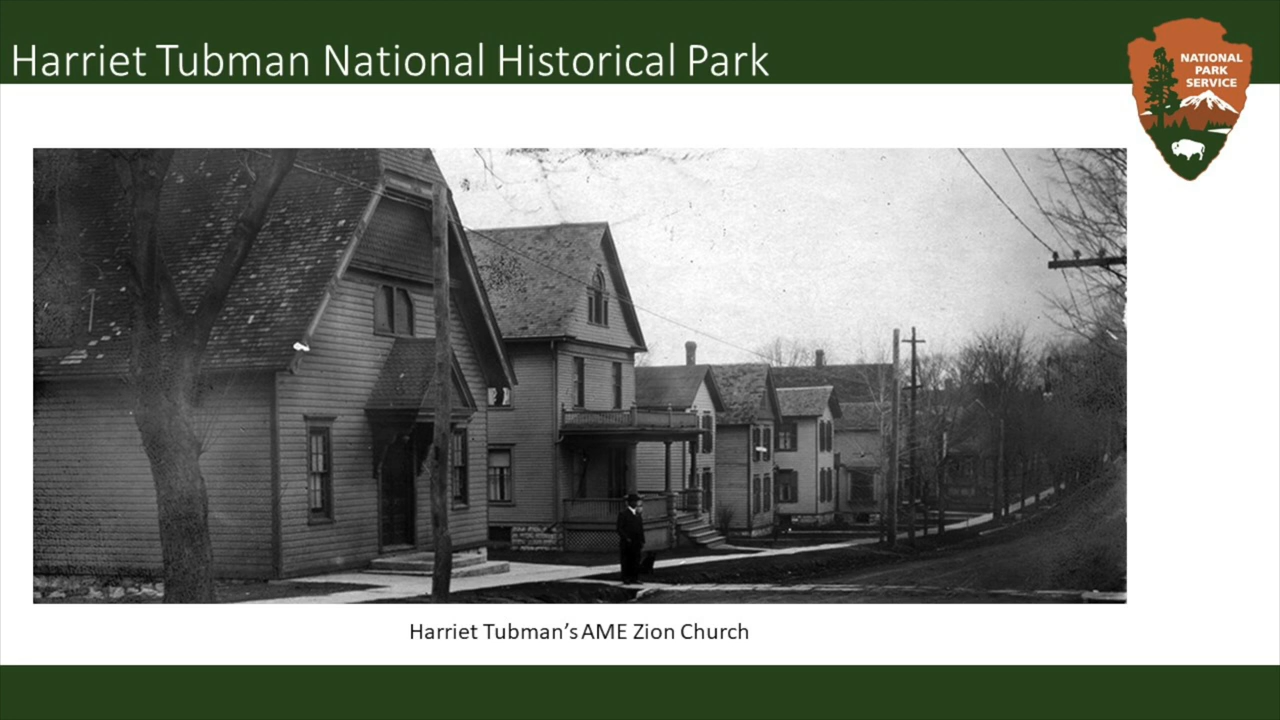 Harriet Tubman National Historical Park
NATIONAL
PARK
SERVICE
Harriet Tubman's AME Zion Church